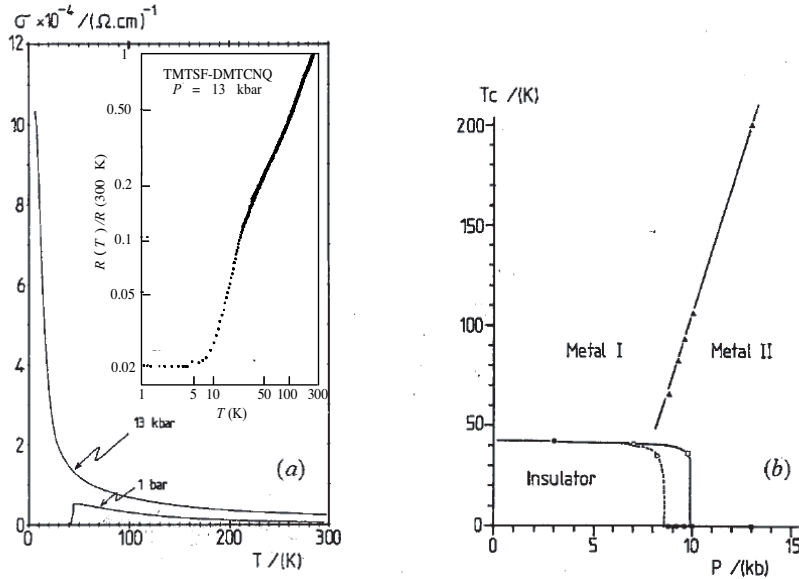 σ ×10⁻⁴/(Ω.cm)⁻¹
12
10
8
6
4
2
0
0
100
200
300
T/(K)
13 kbar
1 bar
(a)
TMTSF-DMTCNQ
P = 13 kbar
R(T)/R(300 K)
1
0.50
0.2
0.1
0.05
0.02
1
5
10
50
100
300
T(K)
Tc /(K)
200
150
100
50
0
0
5
10
15
P /(kb)
Metal I
Metal II
Insulator
(b)